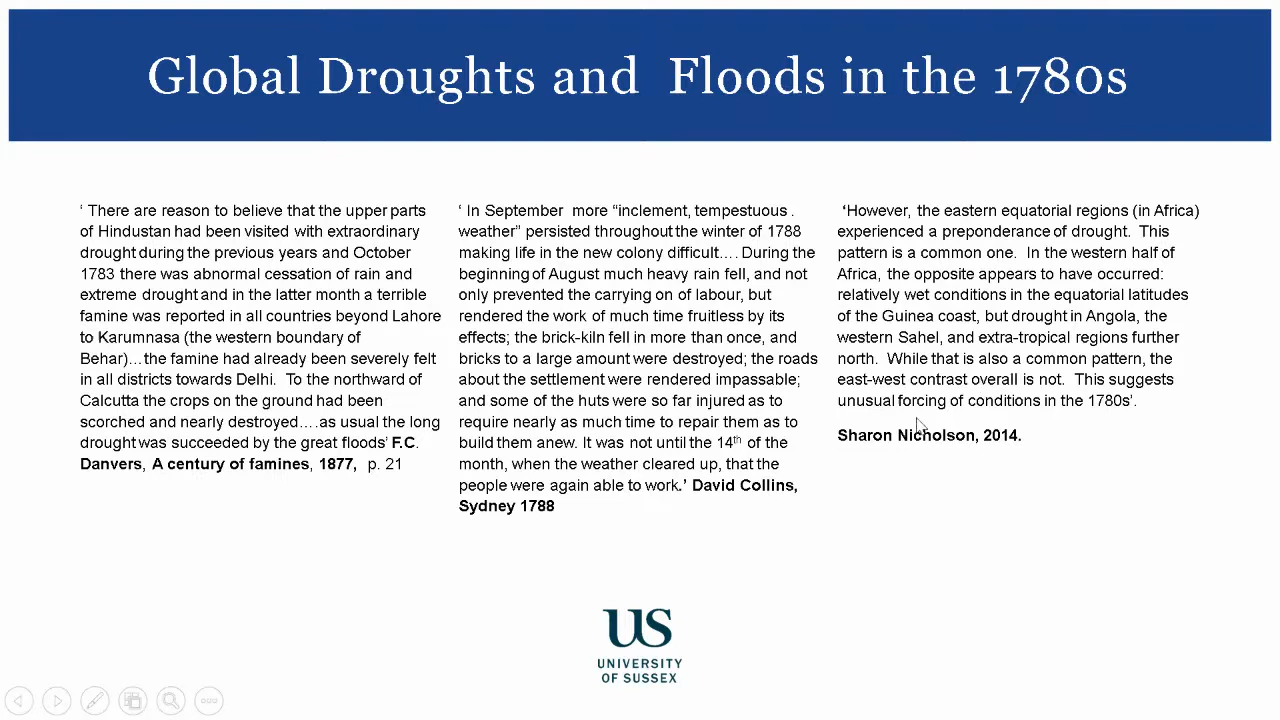 Global Droughts and  Floods in the 1780s
‘ There are reason to believe that the upper parts
of Hindustan had been visited with extraordinary
drought during the previous years and October
1783 there was abnormal cessation of rain and
extreme drought and in the latter month a terrible
famine was reported in all countries beyond Lahore
to Karumnasa (the western boundary of
Behar)...the famine had already been severely felt
in all districts towards Delhi.  To the northward of
Calcutta the crops on the ground had been
scorched and nearly destroyed….as usual the long
drought was succeeded by the great floods’ F.C.
Danvers, A century of famines, 1877,  p. 21
‘ In September  more “inclement, tempestuous .
weather” persisted throughout the winter of 1788
making life in the new colony difficult…. During the
beginning of August much heavy rain fell, and not
only prevented the carrying on of labour, but
rendered the work of much time fruitless by its
effects; the brick-kiln fell in more than once, and
bricks to a large amount were destroyed; the roads
about the settlement were rendered impassable;
and some of the huts were so far injured as to
require nearly as much time to repair them as to
build them anew. It was not until the 14th of the
month, when the weather cleared up, that the
people were again able to work.’ David Collins,
Sydney 1788
‘However, the eastern equatorial regions (in Africa)
experienced a preponderance of drought.  This
pattern is a common one.  In the western half of
Africa, the opposite appears to have occurred:
relatively wet conditions in the equatorial latitudes
of the Guinea coast, but drought in Angola, the
western Sahel, and extra-tropical regions further
north.  While that is also a common pattern, the
east-west contrast overall is not.  This suggests
unusual forcing of conditions in the 1780s’.
Sharon Nicholson, 2014.
US
UNIVERSITY
OF SUSSEX